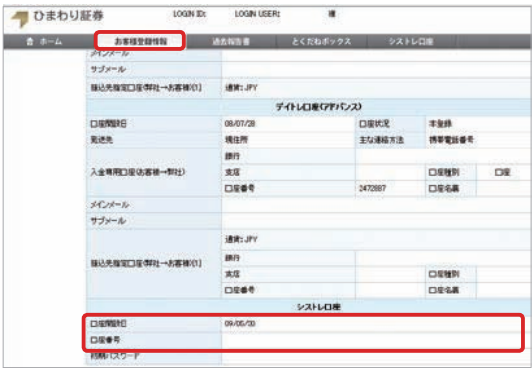 ひまわり証券 LOGIN ID: LOGIN USER: 様
ホーム お客様登録情報 過去報告書 とくだねボックス シストレ口座
メインメール
サブメール
振込先指定口座(弊社→お客様)[1] 通貨: JPY
デイトレ口座(アドバンス)
口座開設日 08/07/28 口座状況 本登録
発送先 現住所 主な連絡方法 携帯電話番号
銀行
入金専用口座(お客様→弊社) 支店 口座種別 口座
口座番号 2472887 口座名義
メインメール
サブメール
通貨: JPY
振込先指定口座(弊社→お客様)[1] 銀行
支店 口座種別
口座番号 口座名義
シストレ口座
口座開設日 09/05/20
口座番号
初期パスワード